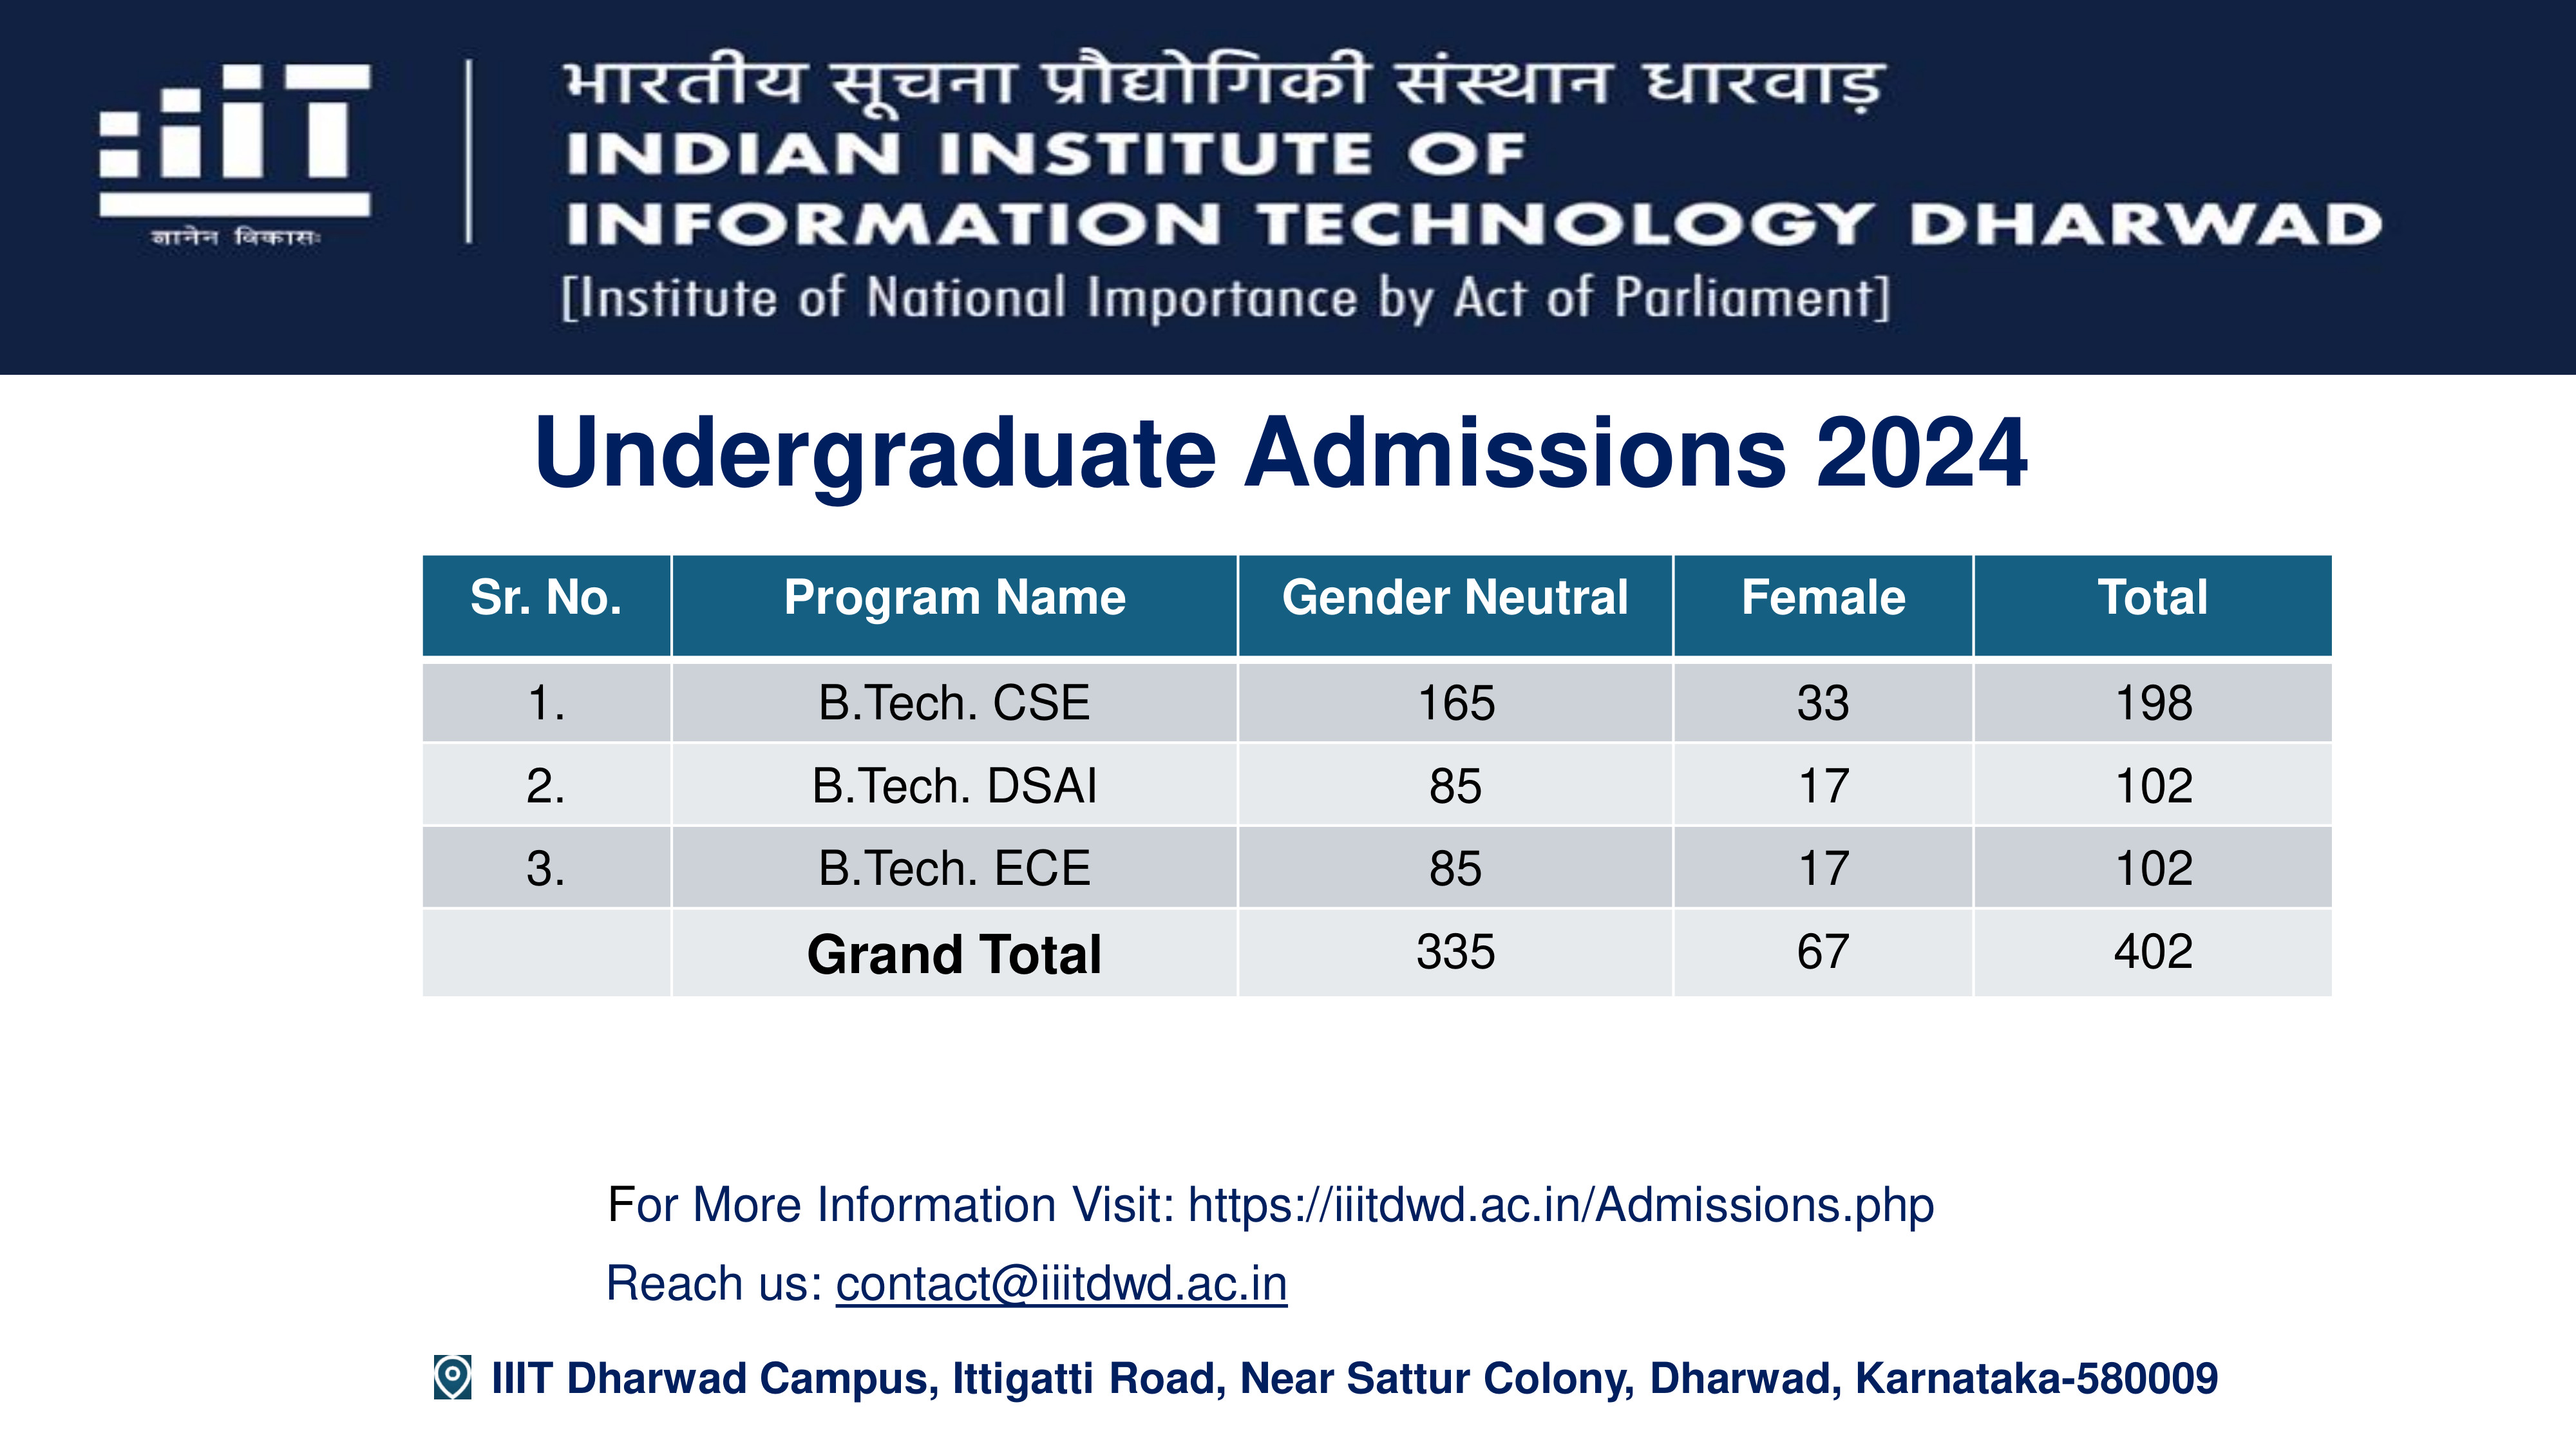 IIIT
ज्ञानेन विकासः
भारतीय सूचना प्रौद्योगिकी संस्थान धारवाड़
INDIAN INSTITUTE OF
INFORMATION TECHNOLOGY DHARWAD
[Institute of National Importance by Act of Parliament]
Undergraduate Admissions 2024
Sr. No. Program Name Gender Neutral Female Total
1. B.Tech. CSE 165 33 198
2. B.Tech. DSAI 85 17 102
3. B.Tech. ECE 85 17 102
Grand Total 335 67 402
For More Information Visit: https://iiitdwd.ac.in/Admissions.php
Reach us: contact@iiitdwd.ac.in
IIIT Dharwad Campus, Ittigatti Road, Near Sattur Colony, Dharwad, Karnataka-580009